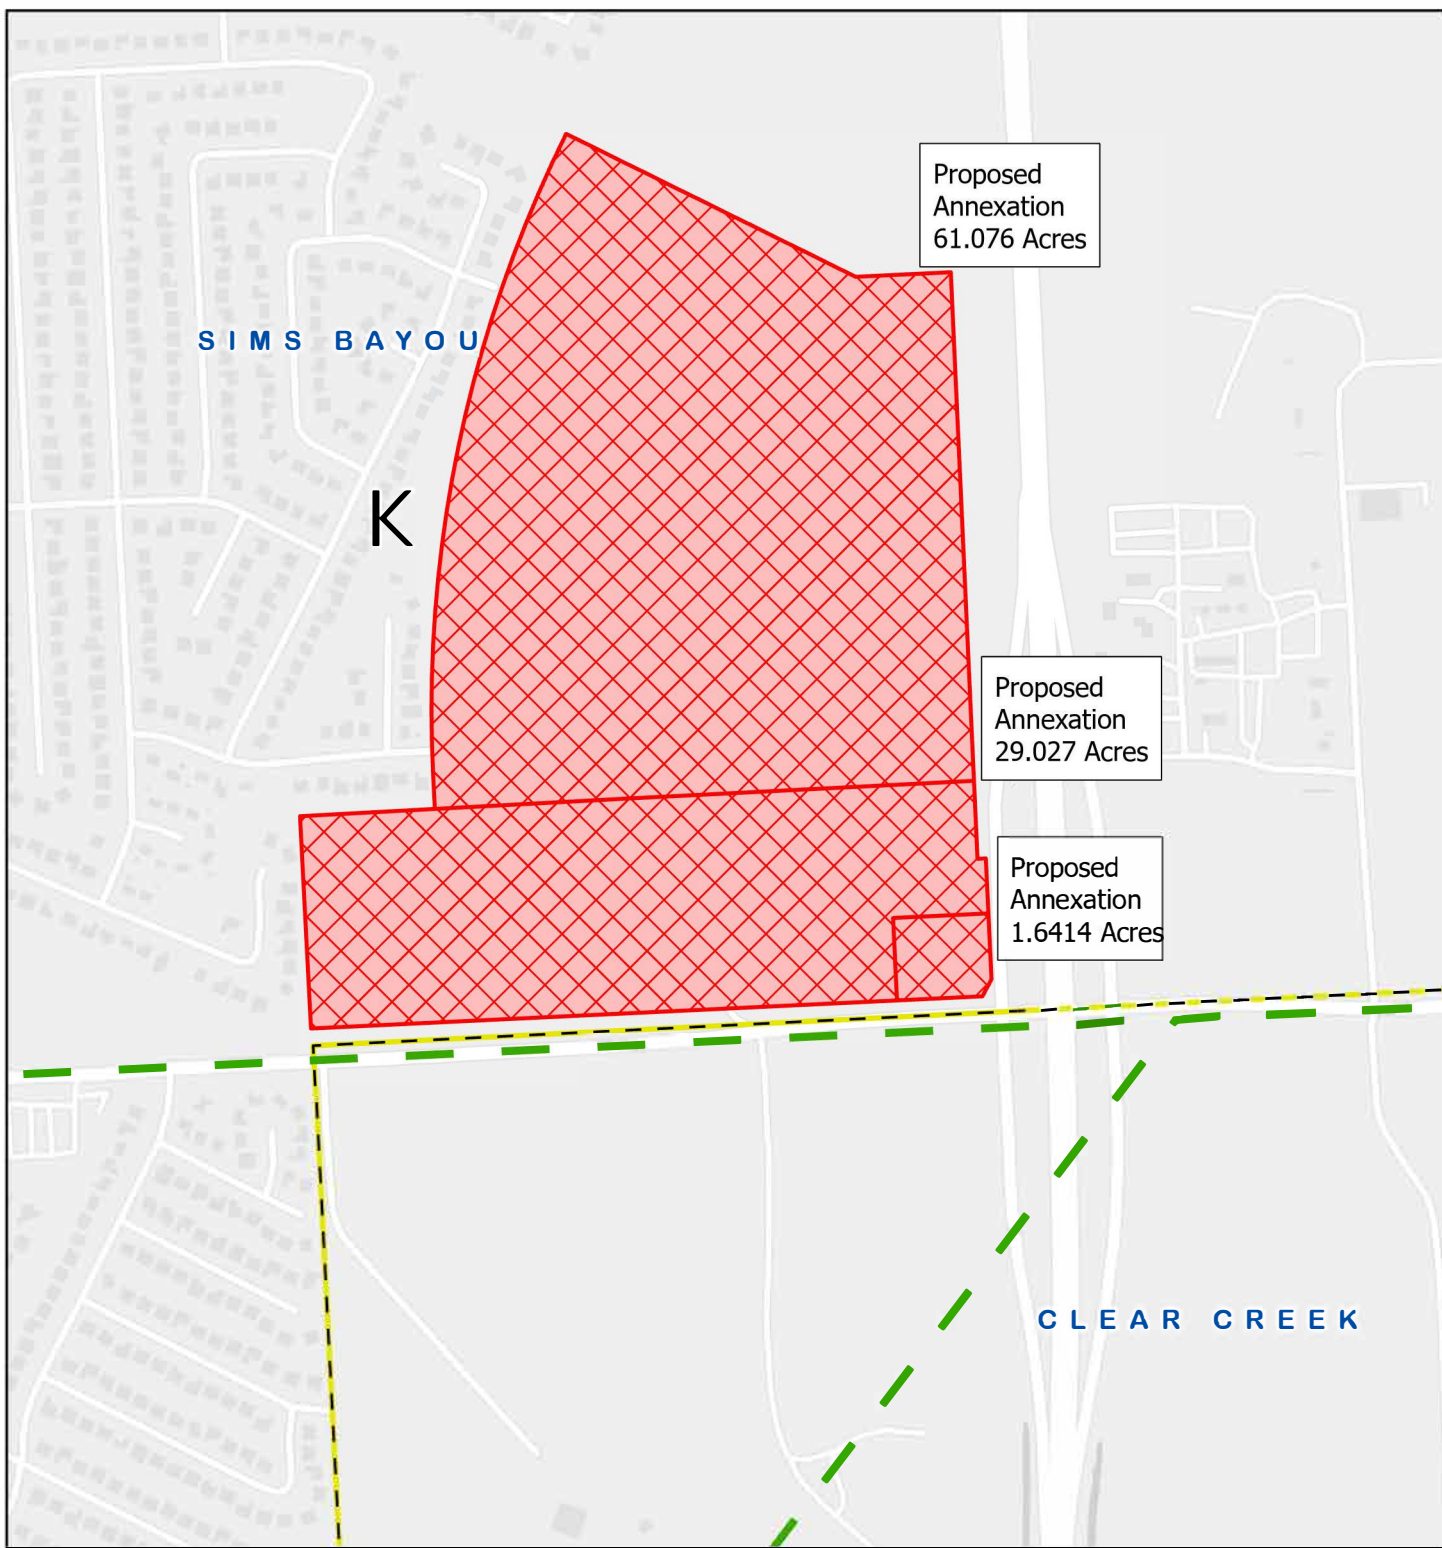 Proposed
Annexation
61.076 Acres
SIMS BAYOU
K
Proposed
Annexation
29.027 Acres
Proposed
Annexation
1.6414 Acres
CLEAR CREEK